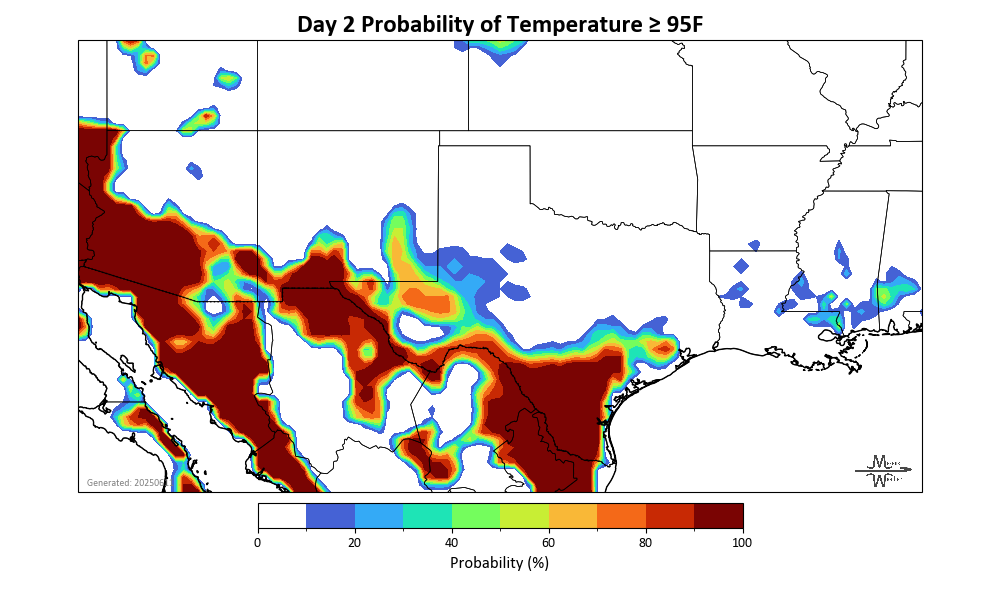 Day 2 Probability of Temperature ≥ 95F
Generated: 202506
0 20 40 60 80 100
Probability (%)